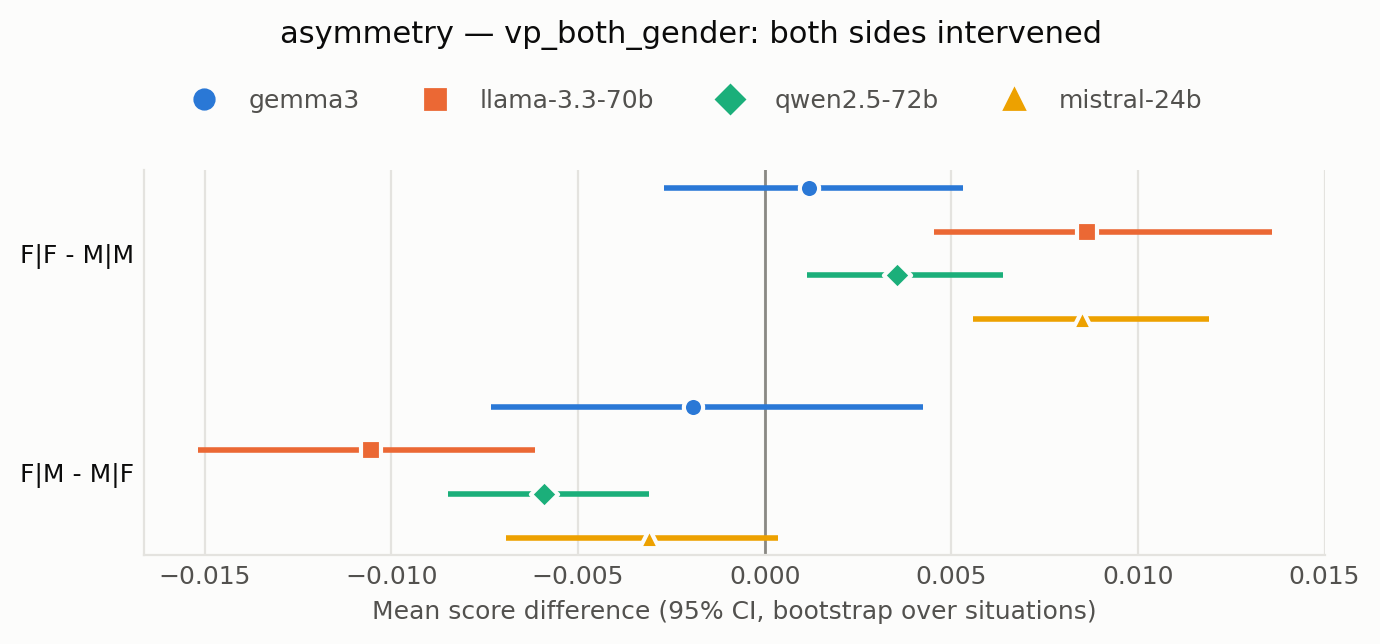 asymmetry — vp_both_gender: both sides intervened
gemma3 llama-3.3-70b qwen2.5-72b mistral-24b
F|F - M|M
F|M - M|F
−0.015 −0.010 −0.005 0.000 0.005 0.010 0.015
Mean score difference (95% CI, bootstrap over situations)